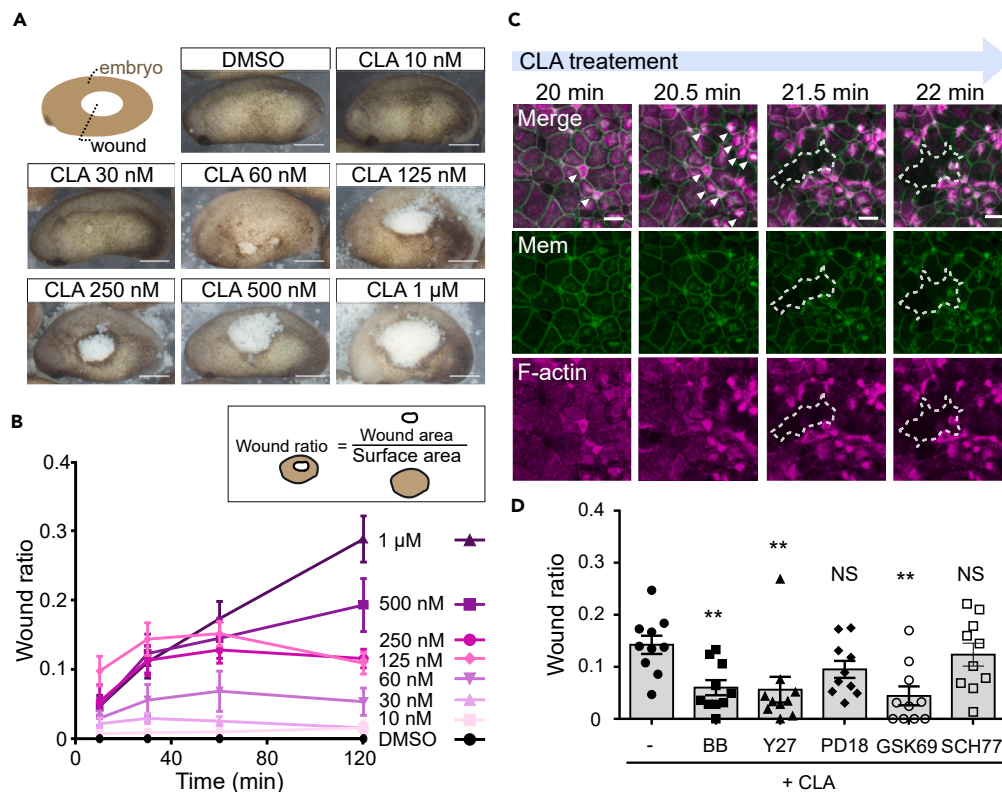 A
embryo
wound
DMSO
CLA 10 nM
CLA 30 nM
CLA 60 nM
CLA 125 nM
CLA 250 nM
CLA 500 nM
CLA 1 µM
B
Wound ratio = Wound area
Surface area
Wound ratio
0.4
0.3
0.2
0.1
0
0
40
80
120
Time (min)
1 µM
500 nM
250 nM
125 nM
60 nM
30 nM
10 nM
DMSO
C
CLA treatement
20 min
20.5 min
21.5 min
22 min
Merge
Mem
F-actin
D
Wound ratio
0.4
0.3
0.2
0.1
0
**
**
NS
**
NS
-
BB
Y27
PD18
GSK69
SCH77
+ CLA